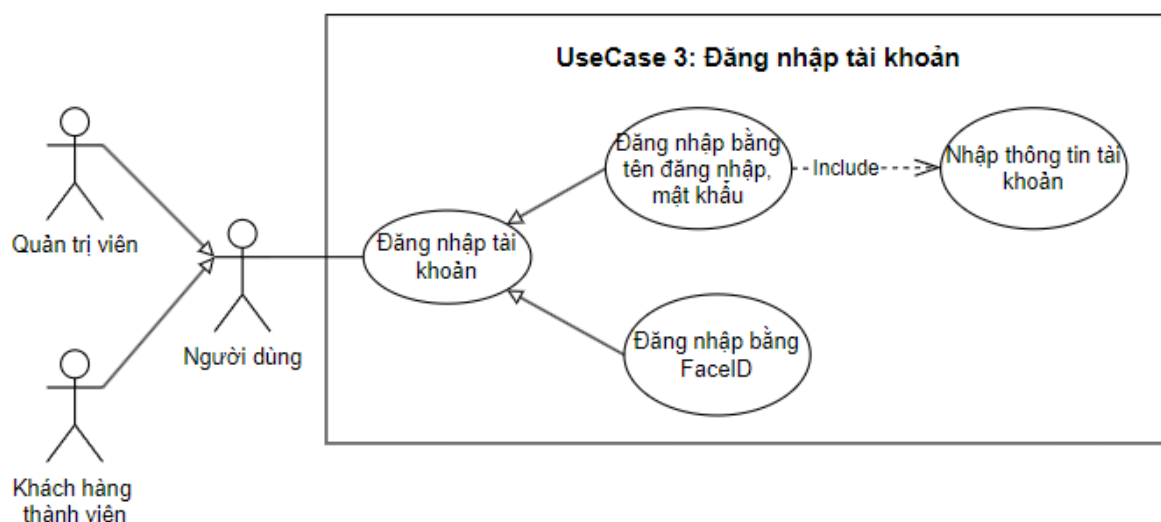 UseCase 3: Đăng nhập tài khoản
Đăng nhập bằng
tên đăng nhập,
mật khẩu
Include
Nhập thông tin tài
khoản
Quản trị viên
Đăng nhập tài
khoản
Người dùng
Đăng nhập bằng
FaceID
Khách hàng
thành viên